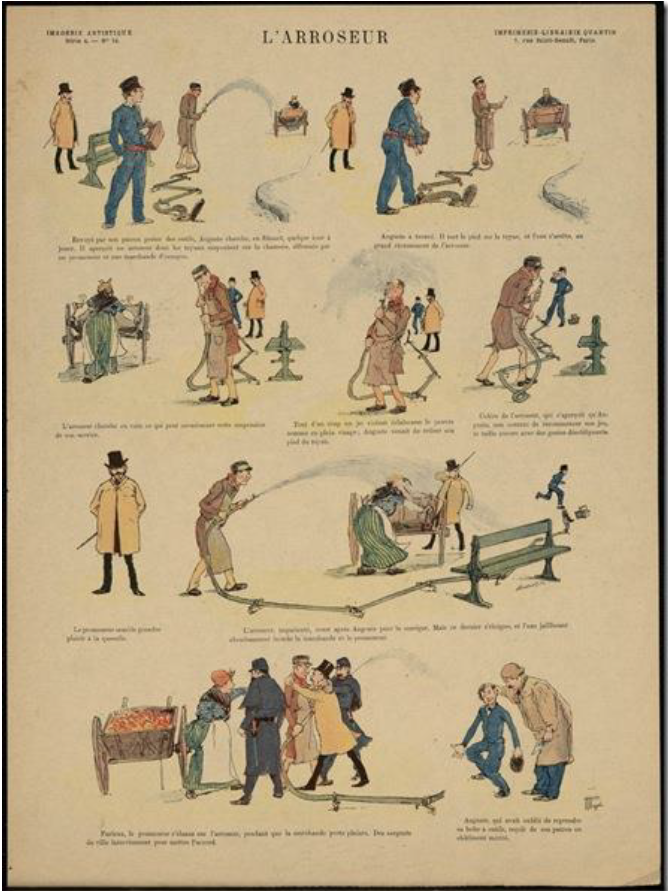 IMAGERIE ARTISTIQUE
Série 4. — Nº 14.
L'ARROSEUR
IMPRIMERIE-LIBRAIRIE QUANTIN
7, rue Saint-Benoît, Paris
Envoyé par son patron porter des outils, Auguste cherche, en flânant, quelque tour à
jouer. Il aperçoit un arroseur dont les tuyaux serpentent sur la chaussée, effrayant par
un promeneur et une marchande d'oranges.
Auguste a trouvé. Il met le pied sur le tuyau, et l'eau s'arrête, au
grand étonnement de l'arroseur.
L'arroseur cherche en vain ce qui peut occasionner cette suspension
de son service.
Tout d'un coup un jet violent éclabousse le pauvre
homme en plein visage; Auguste venait de retirer son
pied du tuyau.
Colère de l'arroseur, qui s'aperçoit qu'Au-
guste, non content de recommencer son jeu,
le raille encore avec des gestes désobligeants.
Le promeneur semble prendre
plaisir à la querelle.
L'arroseur, impatienté, court après Auguste pour le corriger. Mais ce dernier s'éloigne, et l'eau jaillissant
abondamment inonde la marchande et le promeneur.
Furieux, le promeneur s'élance sur l'arroseur, pendant que la marchande porte plainte. Des sergents
de ville interviennent pour mettre l'accord.
Auguste, qui avait oublié de reprendre
sa boîte à outils, reçoit de son patron un
châtiment mérité.